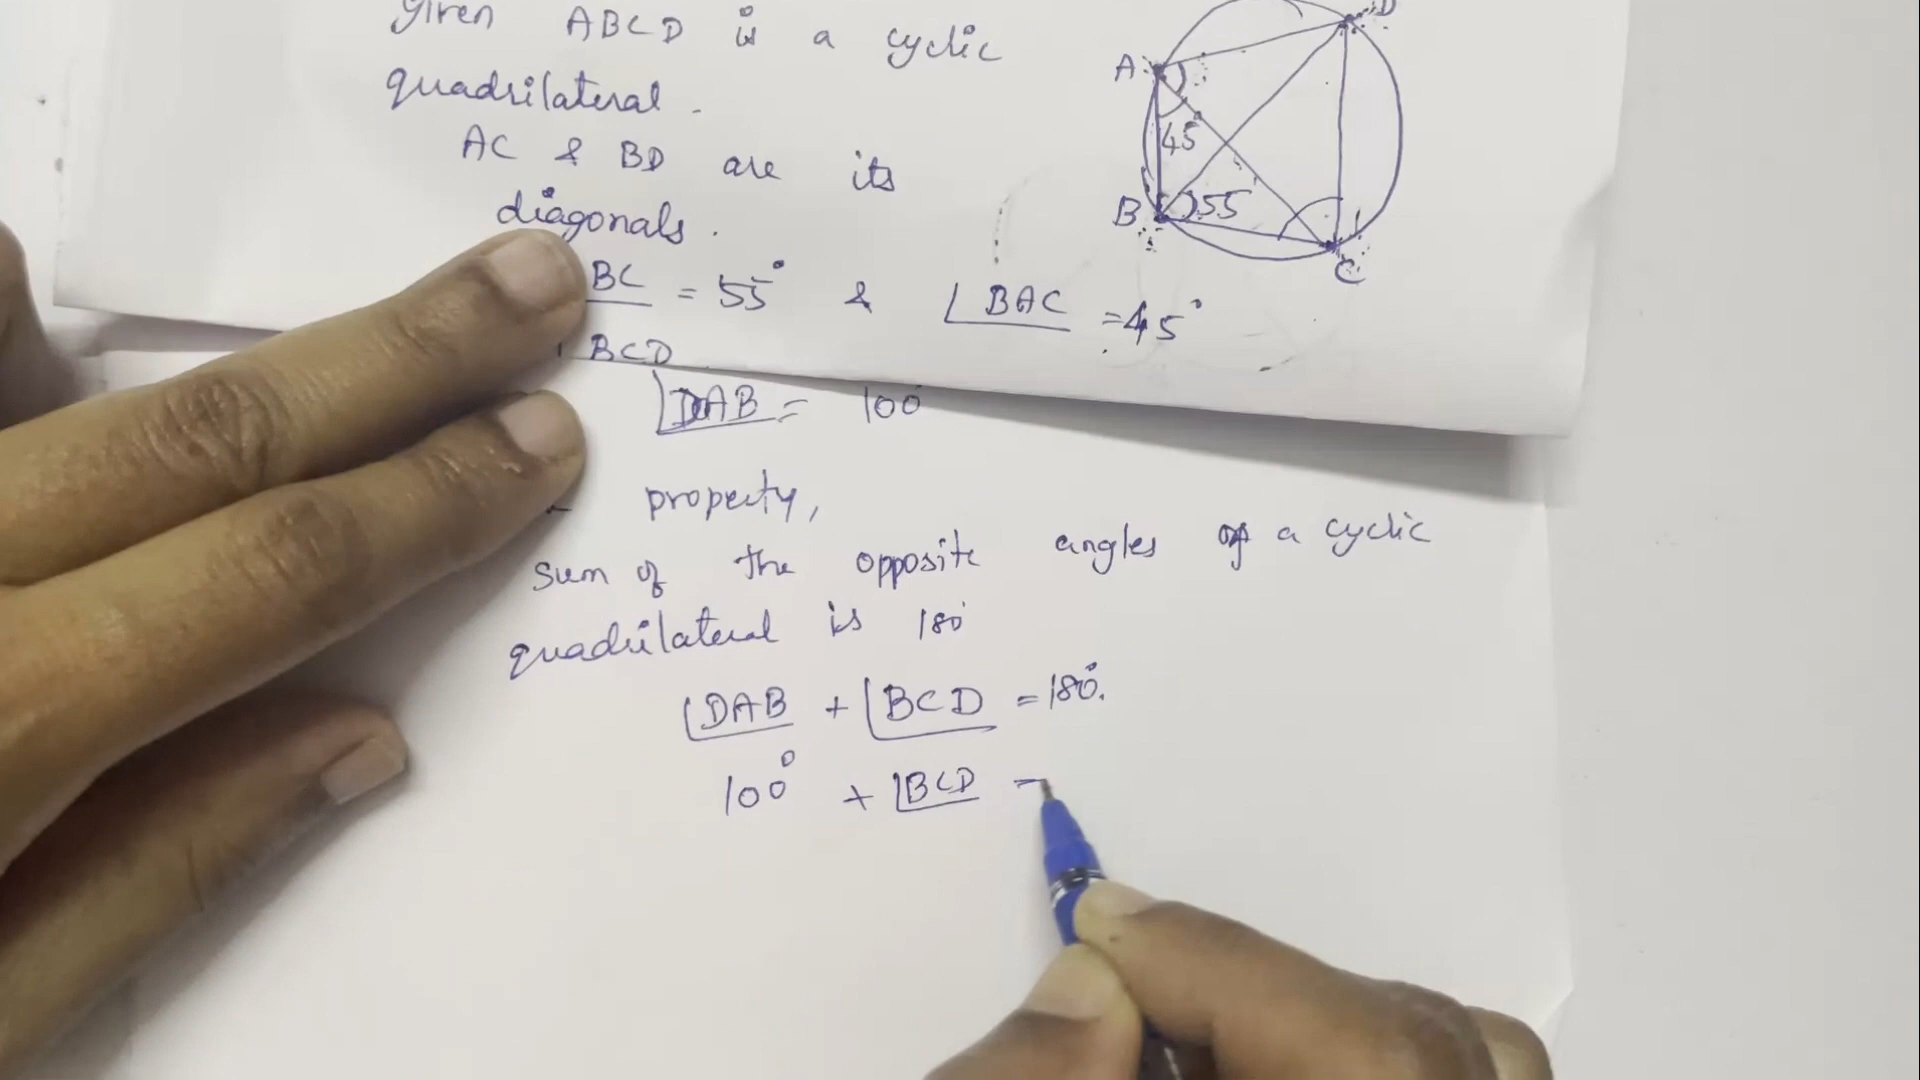 Given ABCD is a cyclic
quadrilateral.
AC & BD are its
diagonals.
BC = 55° & ∠BAC = 45°
BCD
∠DAB = 100
property,
sum of the opposite angles of a cyclic
quadrilateral is 180
∠DAB + ∠BCD = 180°.
100° + ∠BCD =
D
A
45°
B 55
C